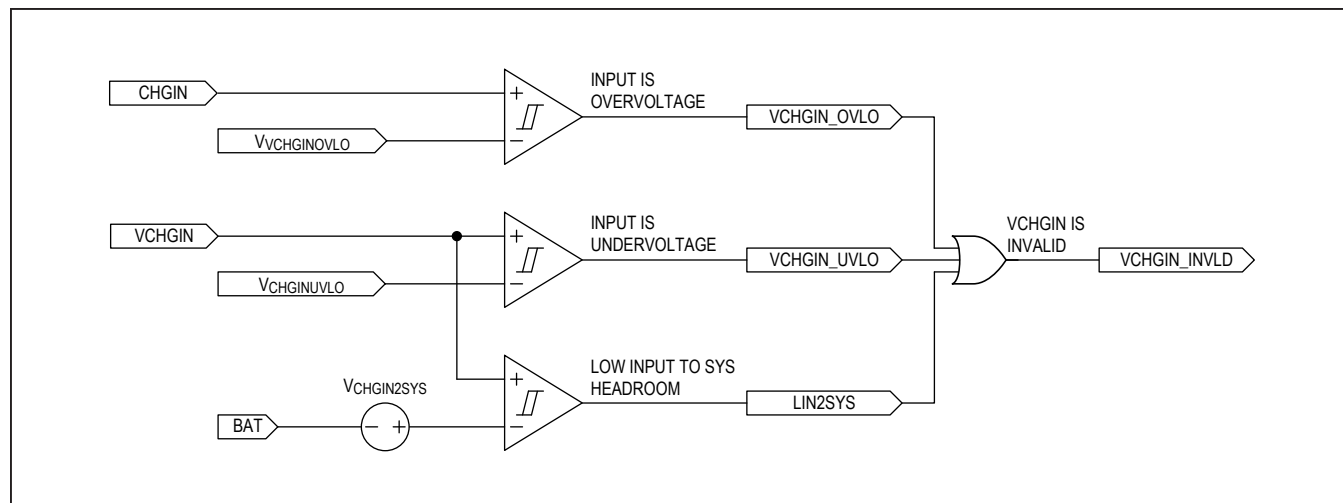 CHGIN
+
−
VVCHGINOVLO
INPUT IS
OVERVOLTAGE
VCHGIN_OVLO
VCHGIN
+
−
VCHGINUVLO
INPUT IS
UNDERVOLTAGE
VCHGIN_UVLO
VCHGIN IS
INVALID
VCHGIN_INVLD
VCHGIN2SYS
BAT
− +
+
−
LOW INPUT TO SYS
HEADROOM
LIN2SYS